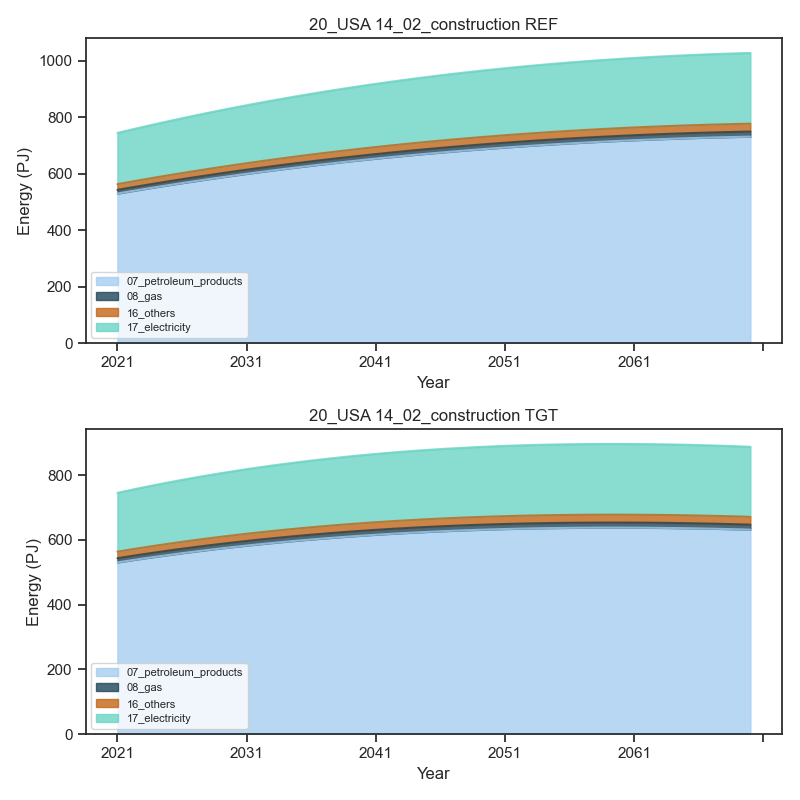 20_USA 14_02_construction REF
Energy (PJ)
1000
800
600
400
200
0
07_petroleum_products
08_gas
16_others
17_electricity
2021 2031 2041 2051 2061
Year
20_USA 14_02_construction TGT
Energy (PJ)
800
600
400
200
0
07_petroleum_products
08_gas
16_others
17_electricity
2021 2031 2041 2051 2061
Year